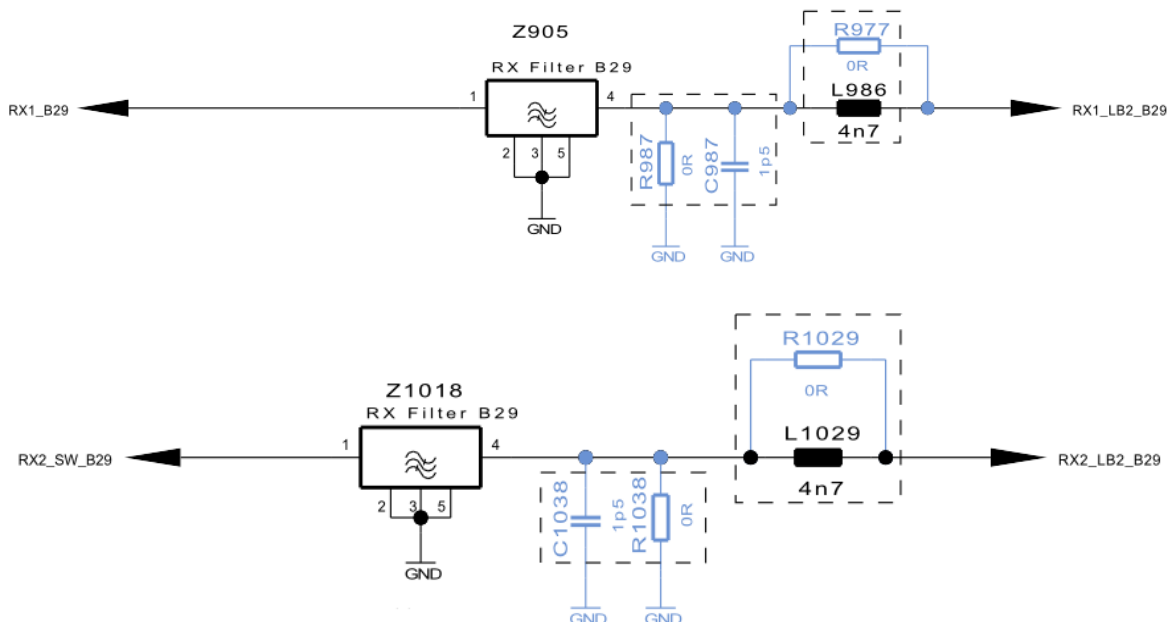 Z905
RX Filter B29
R977
0R
RX1_B29
1
4
L986
4n7
RX1_LB2_B29
2
3
5
GND
R987
0R
C987
1p5
GND
GND
R1029
0R
Z1018
RX Filter B29
RX2_SW_B29
1
4
L1029
4n7
RX2_LB2_B29
2
3
5
GND
C1038
1p5
R1038
0R
GND
GND